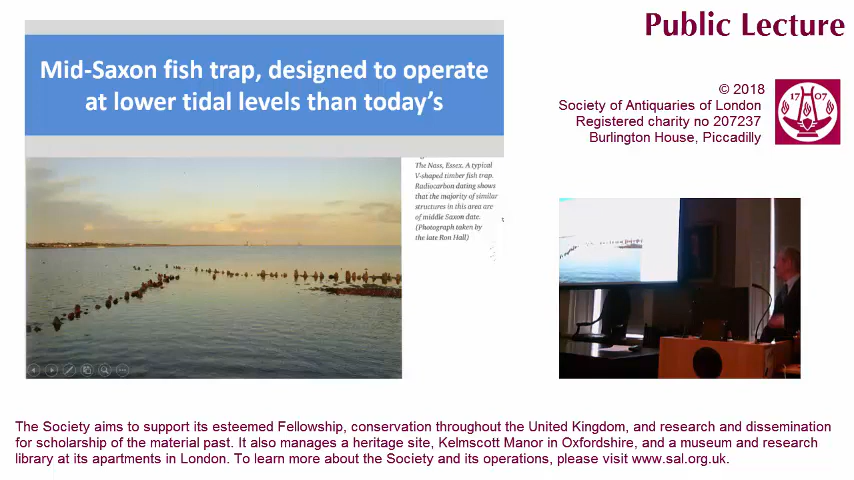 Public Lecture
Mid-Saxon fish trap, designed to operate
at lower tidal levels than today's
© 2018
Society of Antiquaries of London
Registered charity no 207237
Burlington House, Piccadilly
17 07
The Nass, Essex. A typical
V-shaped timber fish trap.
Radiocarbon dating shows
that the majority of similar
structures in this area are
of middle Saxon date.
(Photograph taken by
the late Ron Hall)
The Society aims to support its esteemed Fellowship, conservation throughout the United Kingdom, and research and dissemination
for scholarship of the material past. It also manages a heritage site, Kelmscott Manor in Oxfordshire, and a museum and research
library at its apartments in London. To learn more about the Society and its operations, please visit www.sal.org.uk.